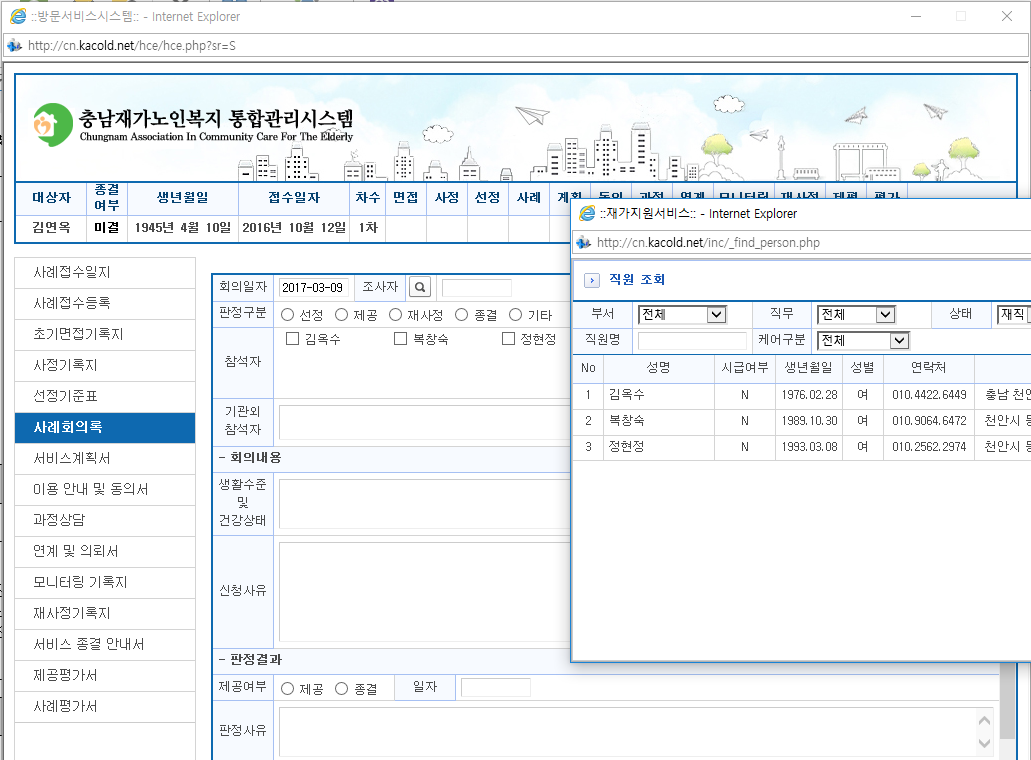 ::방문서비스시스템:: - Internet Explorer
http://cn.kacold.net/hce/hce.php?sr=S
충남재가노인복지 통합관리시스템
Chungnam Association In Community Care For The Elderly
대상자 종결여부 생년월일 접수일자 차수 면접 사정 선정 사례 계획 동의 과정 연계 모니터링 재사정 제평 평가
김연옥 미결 1945년 4월 10일 2016년 10월 12일 1차
사례접수일지
사례접수등록
초기면접기록지
사정기록지
선정기준표
사례회의록
서비스계획서
이용 안내 및 동의서
과정상담
연계 및 의뢰서
모니터링 기록지
재사정기록지
서비스 종결 안내서
제공평가서
사례평가서
회의일자 2017-03-09 조사자
판정구분 선정 제공 재사정 종결 기타
참석자 김옥수 복창숙 정현정
기관외
참석자
- 회의내용
생활수준
및
건강상태
신청사유
- 판정결과
제공여부 제공 종결 일자
판정사유
::재가지원서비스:: - Internet Explorer
http://cn.kacold.net/inc/_find_person.php
직원 조회
부서 전체 직무 전체 상태 재직
직원명 케어구분 전체
No 성명 시급여부 생년월일 성별 연락처
1 김옥수 N 1976.02.28 여 010.4422.6449 충남 천안
2 복창숙 N 1989.10.30 여 010.9064.6472 천안시
3 정현정 N 1993.03.08 여 010.2562.2974 천안시